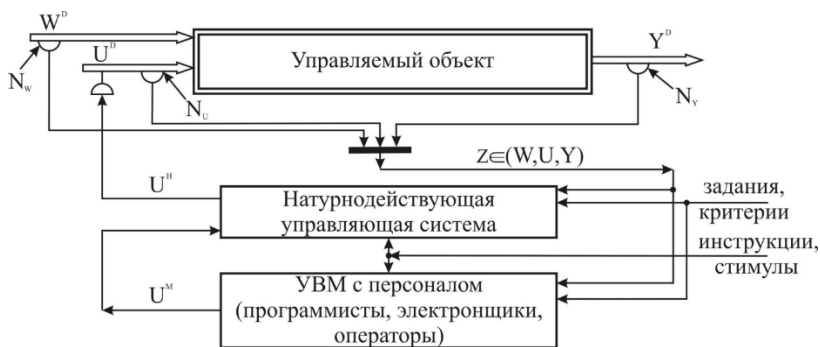 W^D
U^D
Y^D
Управляемый объект
N_W
N_U
N_Y
Z∈(W,U,Y)
U^H
Натурнодействующая
управляющая система
задания,
критерии
инструкции,
стимулы
U^M
УВМ с персоналом
(программисты, электронщики,
операторы)